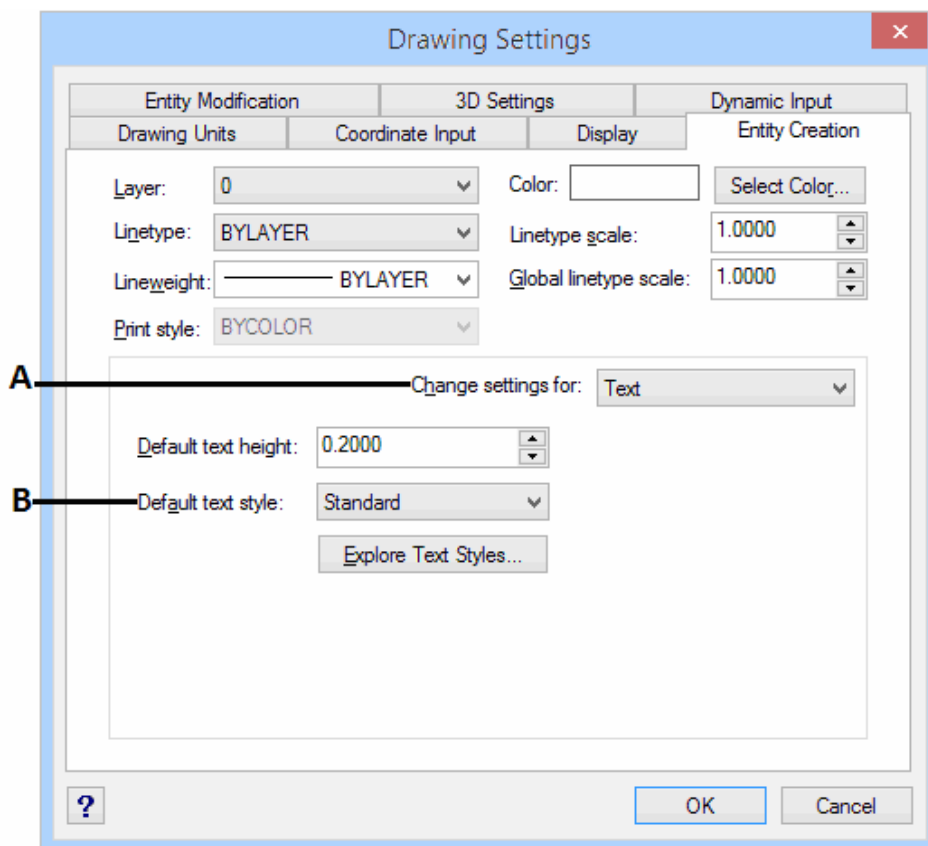 Drawing Settings
Entity Modification 3D Settings Dynamic Input
Drawing Units Coordinate Input Display Entity Creation
Layer: 0 Color: Select Color...
Linetype: BYLAYER Linetype scale: 1.0000
Lineweight: BYLAYER Global linetype scale: 1.0000
Print style: BYCOLOR
A Change settings for: Text
Default text height: 0.2000
B Default text style: Standard
Explore Text Styles...
? OK Cancel